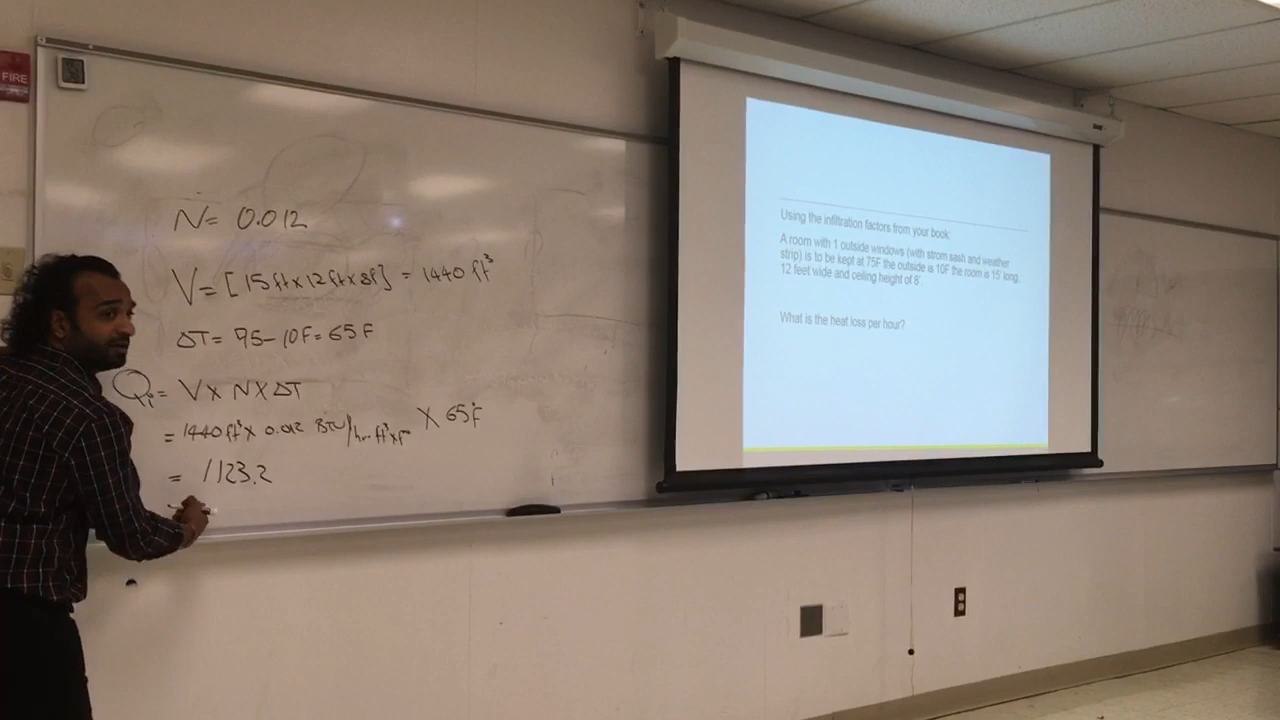 FIRE
N= 0.012
V= [15ft x 12ft x 8f] = 1440 ft³
ΔT= 75- 10F= 65F
Qi= V x N x ΔT
= 1440ft³ x 0.012 BTU/hr ft³ x F° X 65°F
= 1123.2
Using the infiltration factors from your book:
A room with 1 outside windows (with strom sash and weather
strip) is to be kept at 75F the outside is 10F the room is 15' long,
12 feet wide and ceiling height of 8'.
What is the heat loss per hour?